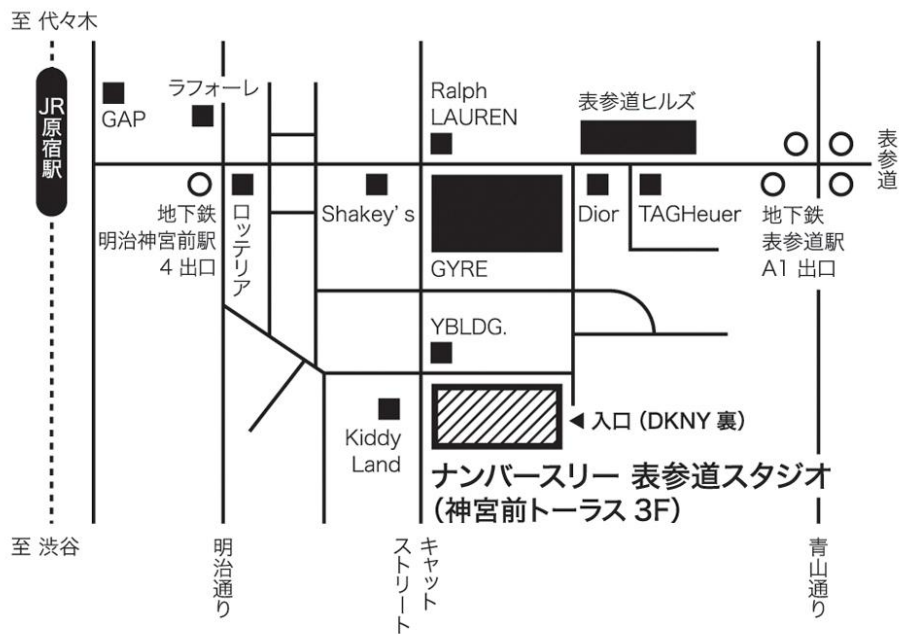 至 代々木
JR原宿駅
GAP
ラフォーレ
Ralph
LAUREN
表参道ヒルズ
表参道
地下鉄
明治神宮前駅
4 出口
ロッテリア
Shakey's
GYRE
Dior
TAGHeuer
地下鉄
表参道駅
A1 出口
YBLDG.
Kiddy
Land
入口 (DKNY 裏)
ナンバースリー 表参道スタジオ
(神宮前トーラス 3F)
至 渋谷
明治通り
キャット
ストリート
青山通り